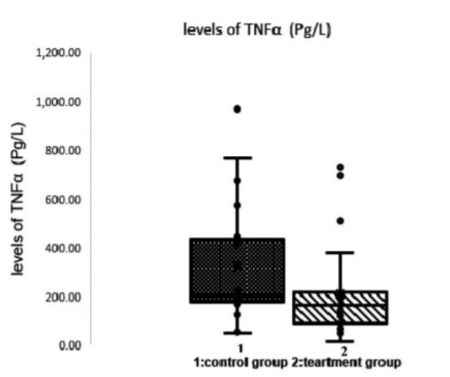 levels of TNFα (Pg/L)
levels of TNFα (Pg/L)
1,200.00
1,000.00
800.00
600.00
400.00
200.00
0.00
1 2
1:control group 2:teartment group